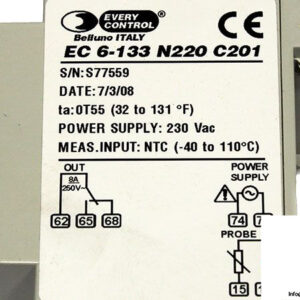 EVERY
CONTROL®
Belluno ITALY
EC 6-133 N220 C201
S/N: S77559
DATE: 7/3/08
ta: 0T55 (32 to 131 °F)
POWER SUPPLY: 230 Vac
MEAS.INPUT: NTC (-40 to 110°C)
OUT
POWER
SUPPLY
8A
250V~
62 65 68
74
PROBE
15